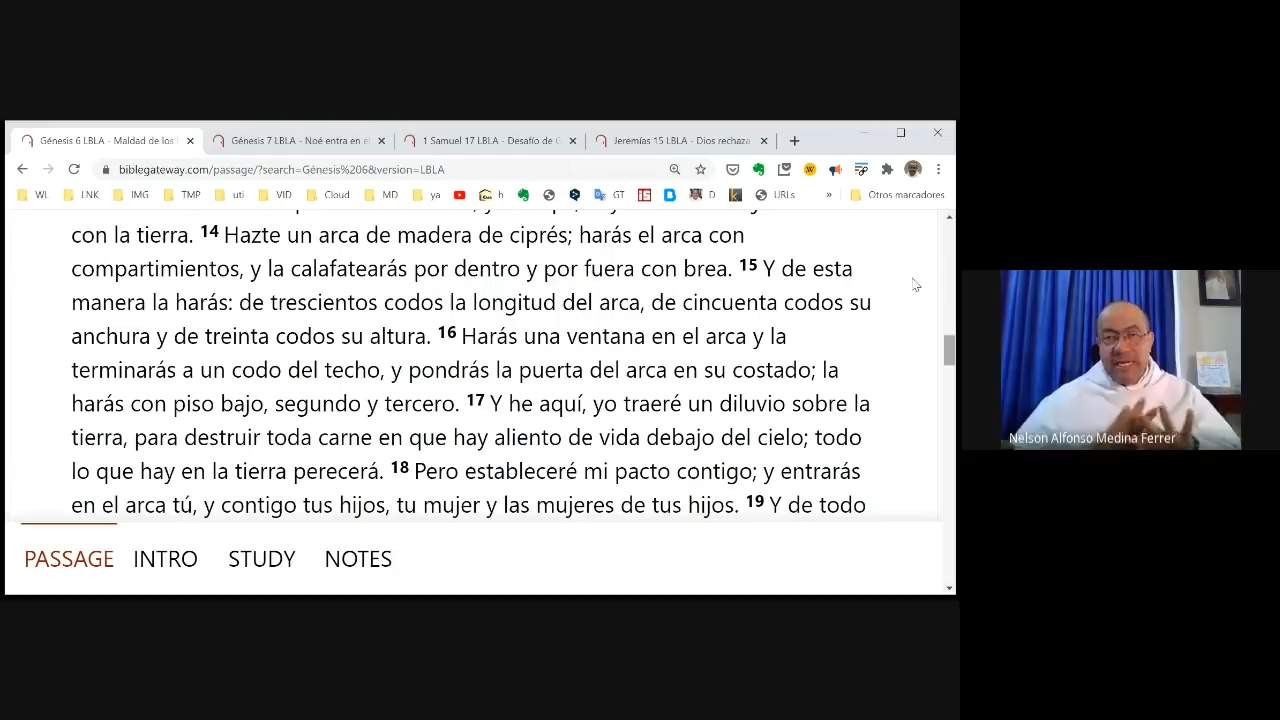 Génesis 6 LBLA - Maldad de los
Génesis 7 LBLA - Noé entra en el
1 Samuel 17 LBLA - Desafío de G
Jeremías 15 LBLA - Dios rechaza
biblegateway.com/passage/?search=Génesis%206&version=LBLA
WL LNK IMG TMP uti VID Cloud MD ya h GT D URLs » Otros marcadores
con la tierra. 14 Hazte un arca de madera de ciprés; harás el arca con
compartimientos, y la calafatearás por dentro y por fuera con brea. 15 Y de esta
manera la harás: de trescientos codos la longitud del arca, de cincuenta codos su
anchura y de treinta codos su altura. 16 Harás una ventana en el arca y la
terminarás a un codo del techo, y pondrás la puerta del arca en su costado; la
harás con piso bajo, segundo y tercero. 17 Y he aquí, yo traeré un diluvio sobre la
tierra, para destruir toda carne en que hay aliento de vida debajo del cielo; todo
lo que hay en la tierra perecerá. 18 Pero estableceré mi pacto contigo; y entrarás
en el arca tú, y contigo tus hijos, tu mujer y las mujeres de tus hijos. 19 Y de todo
PASSAGE INTRO STUDY NOTES
Nelson Alfonso Medina Ferrer